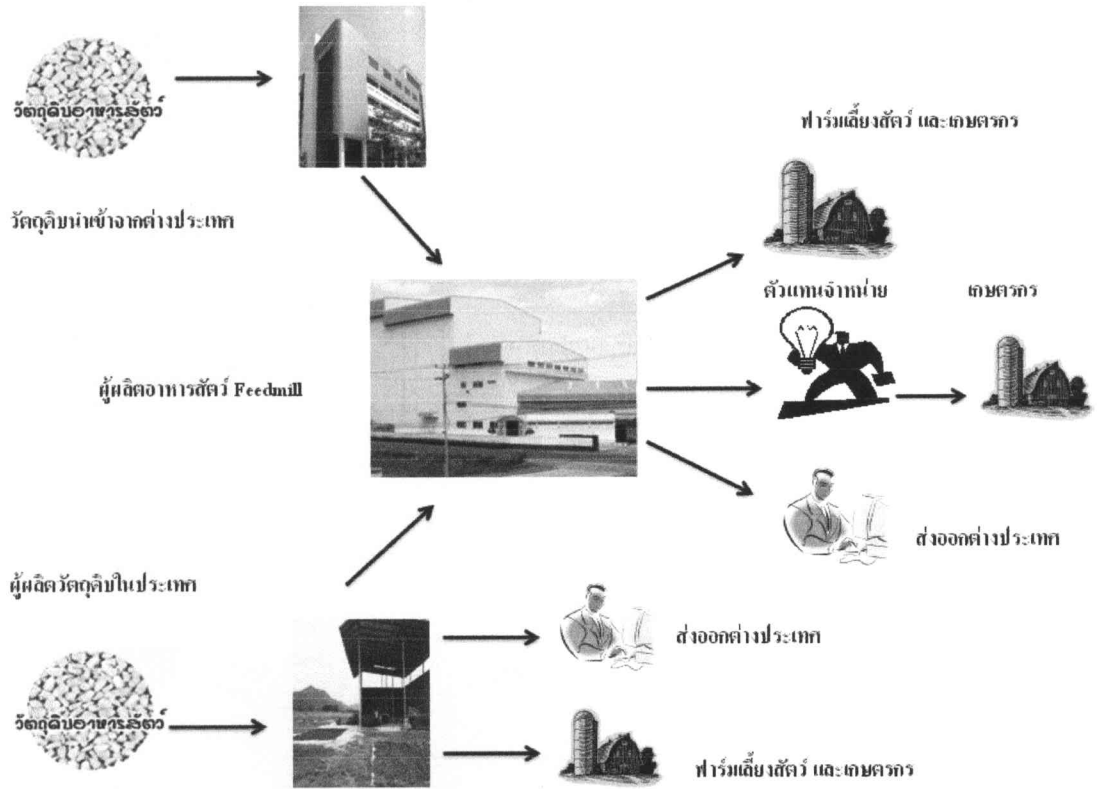 วัตถุดิบอาหารสัตว์
วัตถุดิบนำเข้าจากต่างประเทศ
ฟาร์มเลี้ยงสัตว์ และเกษตรกร
ตัวแทนจำหน่าย
เกษตรกร
ผู้ผลิตอาหารสัตว์ Feedmill
ส่งออกต่างประเทศ
ผู้ผลิตวัตถุดิบในประเทศ
ส่งออกต่างประเทศ
วัตถุดิบอาหารสัตว์
ฟาร์มเลี้ยงสัตว์ และเกษตรกร